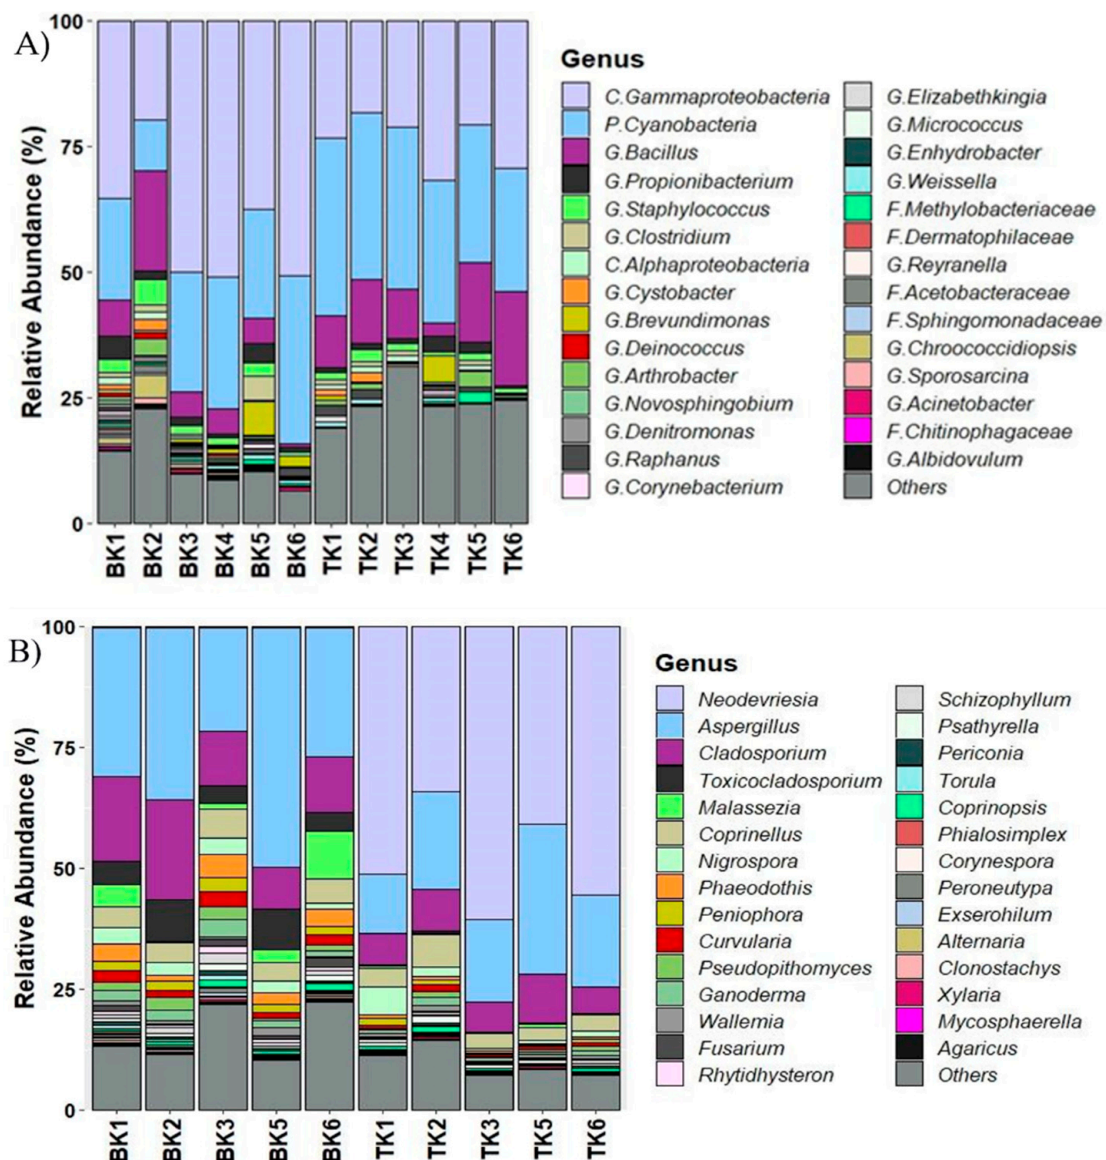 A)
100
75
50
25
0
Relative Abundance (%)
BK1 BK2 BK3 BK4 BK5 BK6 TK1 TK2 TK3 TK4 TK5 TK6
Genus
C.Gammaproteobacteria
P.Cyanobacteria
G.Bacillus
G.Propionibacterium
G.Staphylococcus
G.Clostridium
C.Alphaproteobacteria
G.Cystobacter
G.Brevundimonas
G.Deinococcus
G.Arthrobacter
G.Novosphingobium
G.Denitromonas
G.Raphanus
G.Corynebacterium
G.Elizabethkingia
G.Micrococcus
G.Enhydrobacter
G.Weissella
F.Methylobacteriaceae
F.Dermatophilaceae
G.Reyranella
F.Acetobacteraceae
F.Sphingomonadaceae
G.Chroococcidiopsis
G.Sporosarcina
G.Acinetobacter
F.Chitinophagaceae
G.Albidovulum
Others
B)
100
75
50
25
0
Relative Abundance (%)
BK1 BK2 BK3 BK5 BK6 TK1 TK2 TK3 TK5 TK6
Genus
Neodevriesia
Aspergillus
Cladosporium
Toxicocladosporium
Malassezia
Coprinellus
Nigrospora
Phaeodothis
Peniophora
Curvularia
Pseudopithomyces
Ganoderma
Wallemia
Fusarium
Rhytidhysteron
Schizophyllum
Psathyrella
Periconia
Torula
Coprinopsis
Phialosimplex
Corynespora
Peroneutypa
Exserohilum
Alternaria
Clonostachys
Xylaria
Mycosphaerella
Agaricus
Others